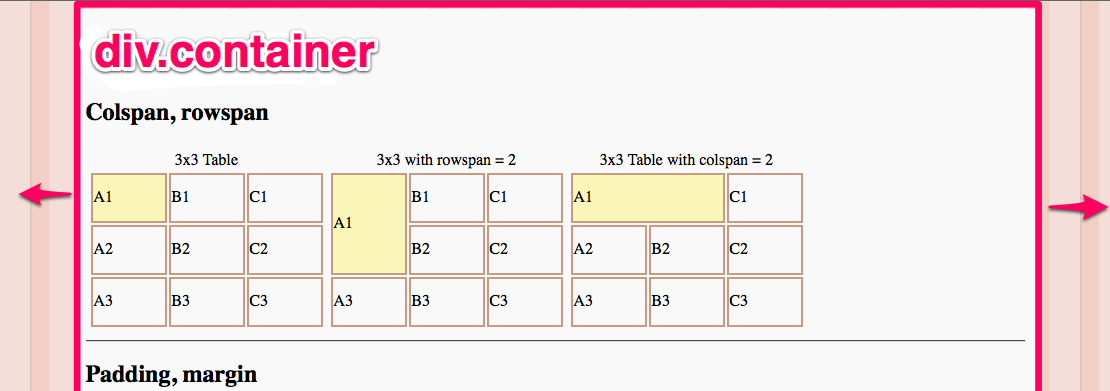 div.container
Colspan, rowspan
3x3 Table
A1 B1 C1
A2 B2 C2
A3 B3 C3
3x3 with rowspan = 2
A1 B1 C1
B2 C2
A3 B3 C3
3x3 Table with colspan = 2
A1 C1
A2 B2 C2
A3 B3 C3
Padding, margin